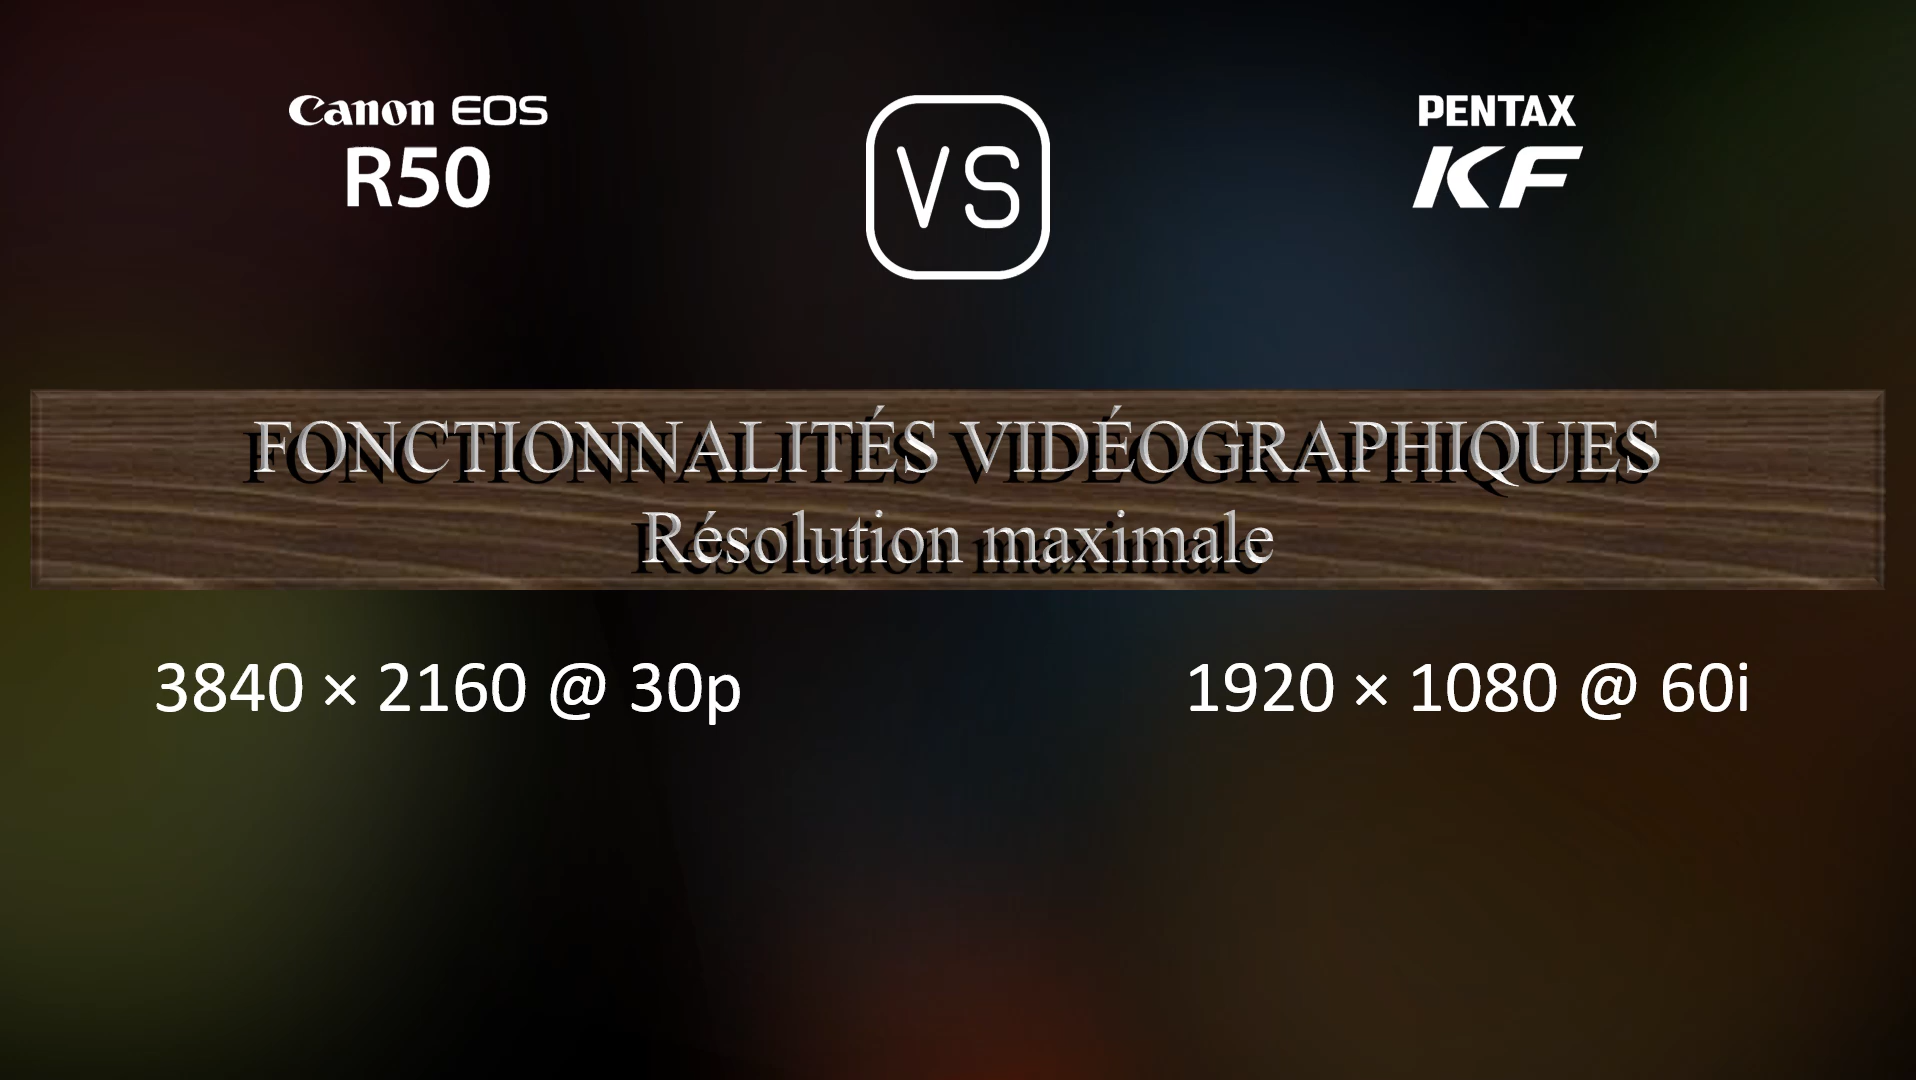 Canon EOS
R50
VS
PENTAX
KF
FONCTIONNALITÉS VIDÉOGRAPHIQUES
Résolution maximale
3840 × 2160 @ 30p
1920 × 1080 @ 60i